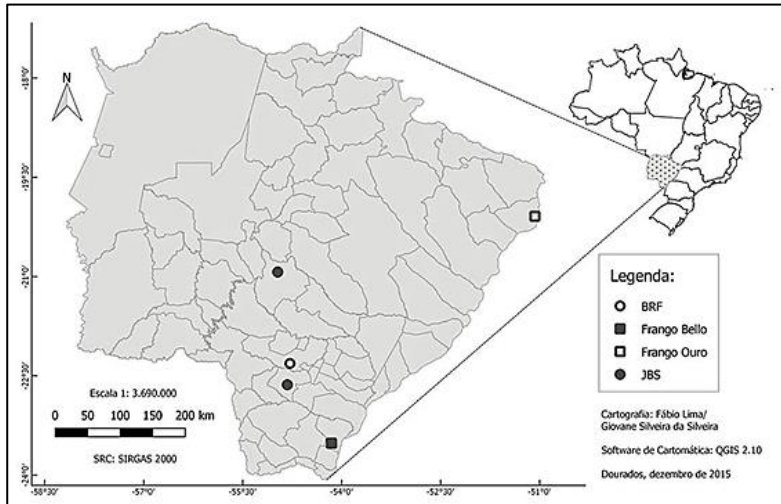 N
-18°0'
-19°30'
-21°0'
-22°30'
-24°0'
Escala 1: 3.690.000
0 50 100 150 200 km
SRC: SIRGAS 2000
-58°30' -57°0' -55°30' -54°0' -52°30' -51°0'
Legenda:
BRF
Frango Bello
Frango Ouro
JBS
Cartografia: Fábio Lima/
Giovane Silveira da Silveira
Software de Cartomática: QGIS 2.10
Dourados, dezembro de 2015